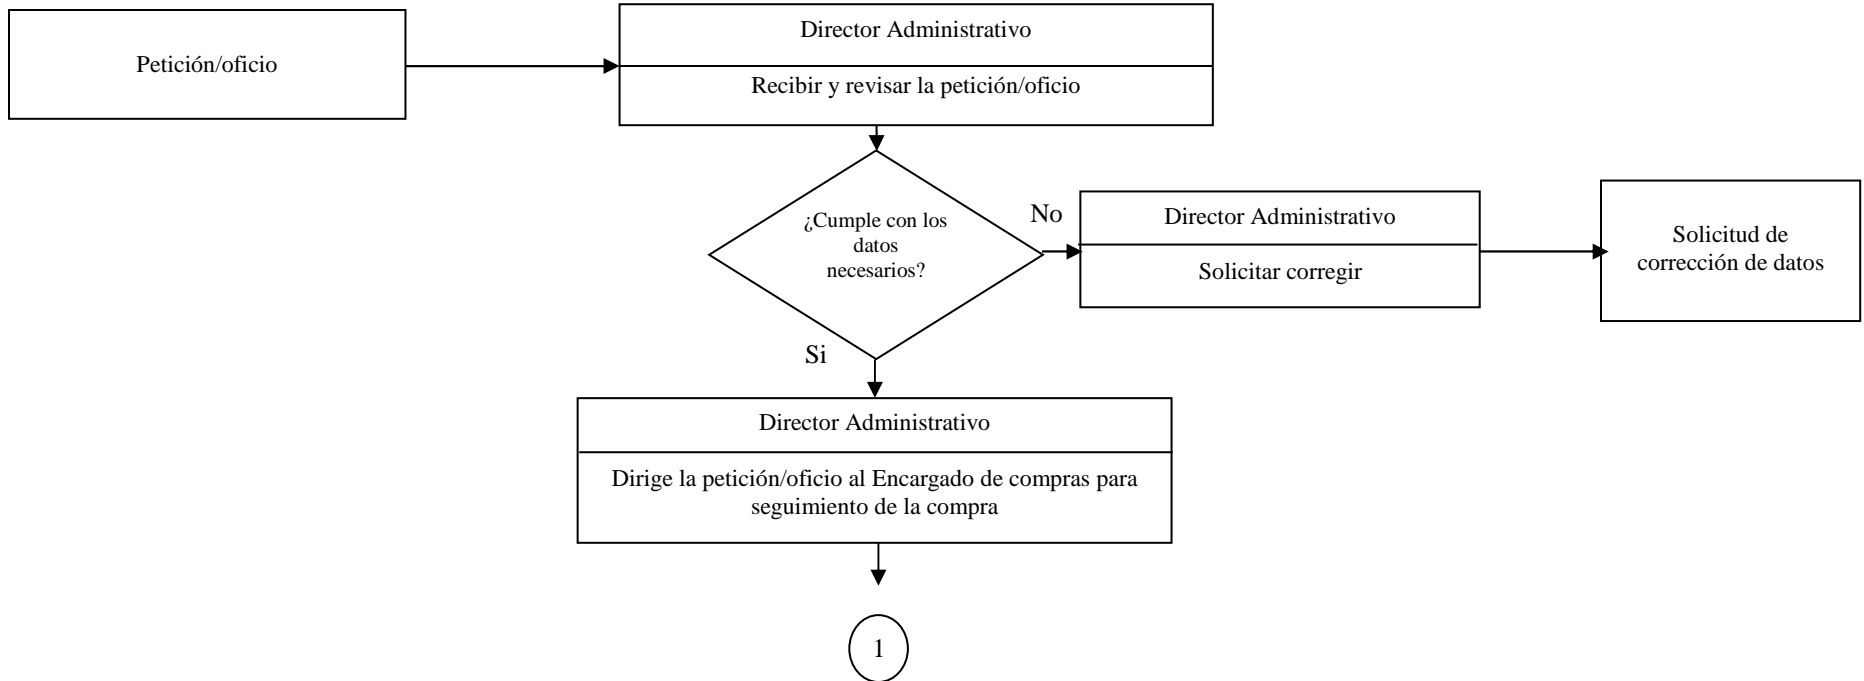 Petición/oficio
Director Administrativo
Recibir y revisar la petición/oficio
¿Cumple con los
datos
necesarios?
No
Director Administrativo
Solicitar corregir
Solicitud de
corrección de datos
Si
Director Administrativo
Dirige la petición/oficio al Encargado de compras para
seguimiento de la compra
1